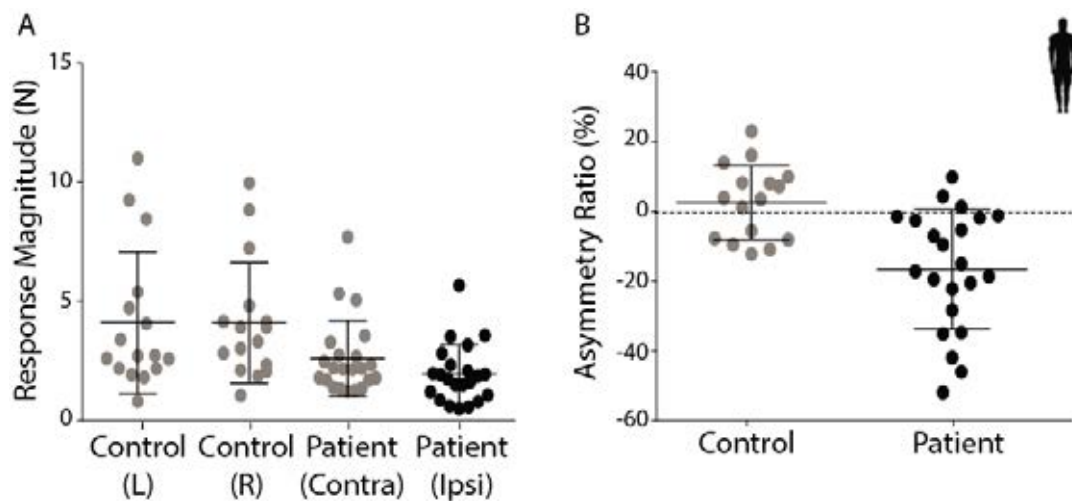 A
Response Magnitude (N)
15
10
5
0
Control
(L)
Control
(R)
Patient
(Contra)
Patient
(Ipsi)
B
Asymmetry Ratio (%)
40
20
0
-20
-40
-60
Control
Patient